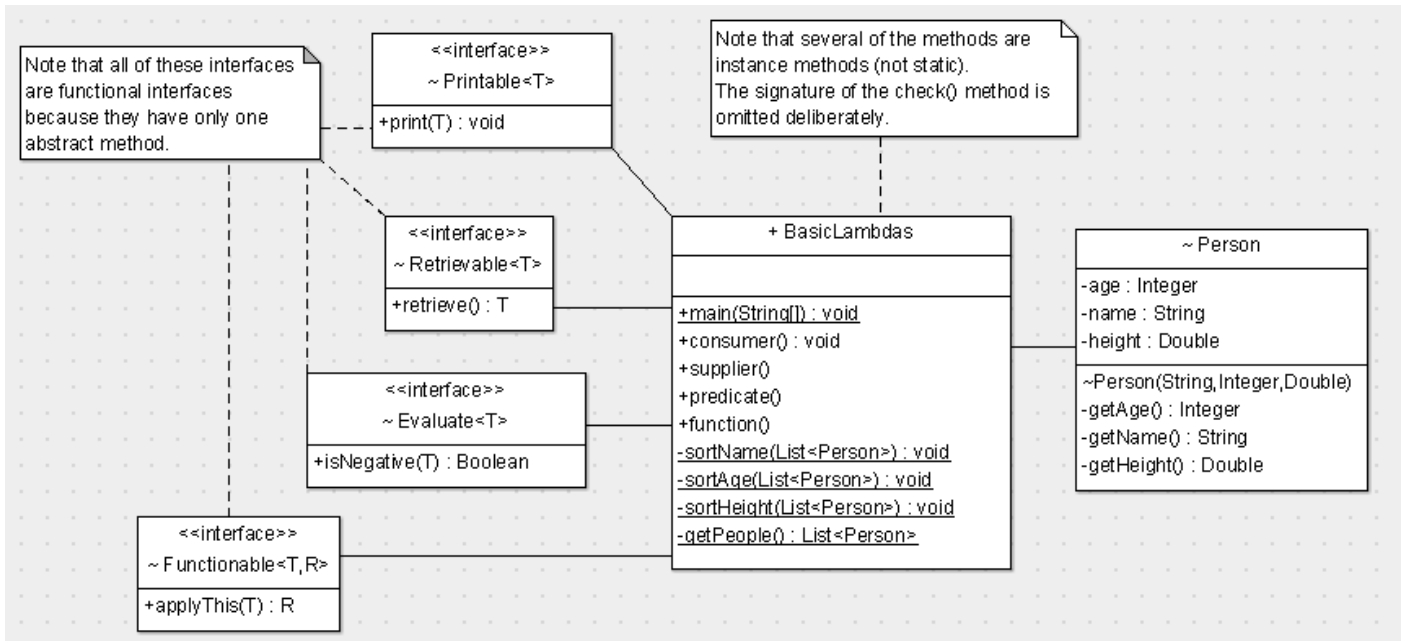 Note that all of these interfaces
are functional interfaces
because they have only one
abstract method.
<<interface>>
~ Printable<T>
+print(T) : void
Note that several of the methods are
instance methods (not static).
The signature of the check() method is
omitted deliberately.
<<interface>>
~ Retrievable<T>
+retrieve() : T
<<interface>>
~ Evaluate<T>
+isNegative(T) : Boolean
<<interface>>
~ Functionable<T,R>
+applyThis(T) : R
+ BasicLambdas
+main(String[]) : void
+consumer() : void
+supplier()
+predicate()
+function()
-sortName(List<Person>) : void
-sortAge(List<Person>) : void
-sortHeight(List<Person>) : void
-getPeople() : List<Person>
~ Person
-age : Integer
-name : String
-height : Double
~Person(String,Integer,Double)
-getAge() : Integer
-getName() : String
-getHeight() : Double